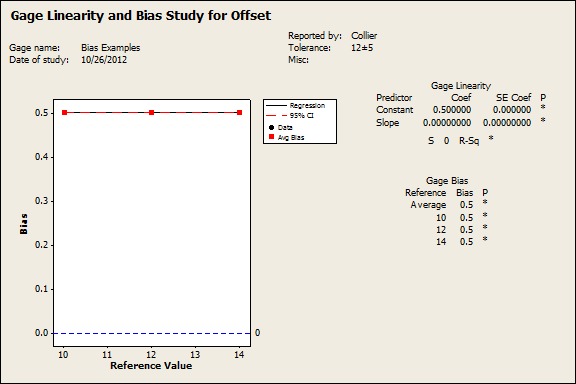 Gage Linearity and Bias Study for Offset
Reported by: Collier
Gage name: Bias Examples
Tolerance: 12±5
Date of study: 10/26/2012
Misc:
Regression
95% CI
Data
Avg Bias
0.5
0.4
0.3
0.2
0.1
0.0
Bias
0
10 11 12 13 14
Reference Value
Gage Linearity
Predictor Coef SE Coef P
Constant 0.500000 0.000000 *
Slope 0.00000000 0.00000000 *
S 0 R-Sq *
Gage Bias
Reference Bias P
Average 0.5 *
10 0.5 *
12 0.5 *
14 0.5 *